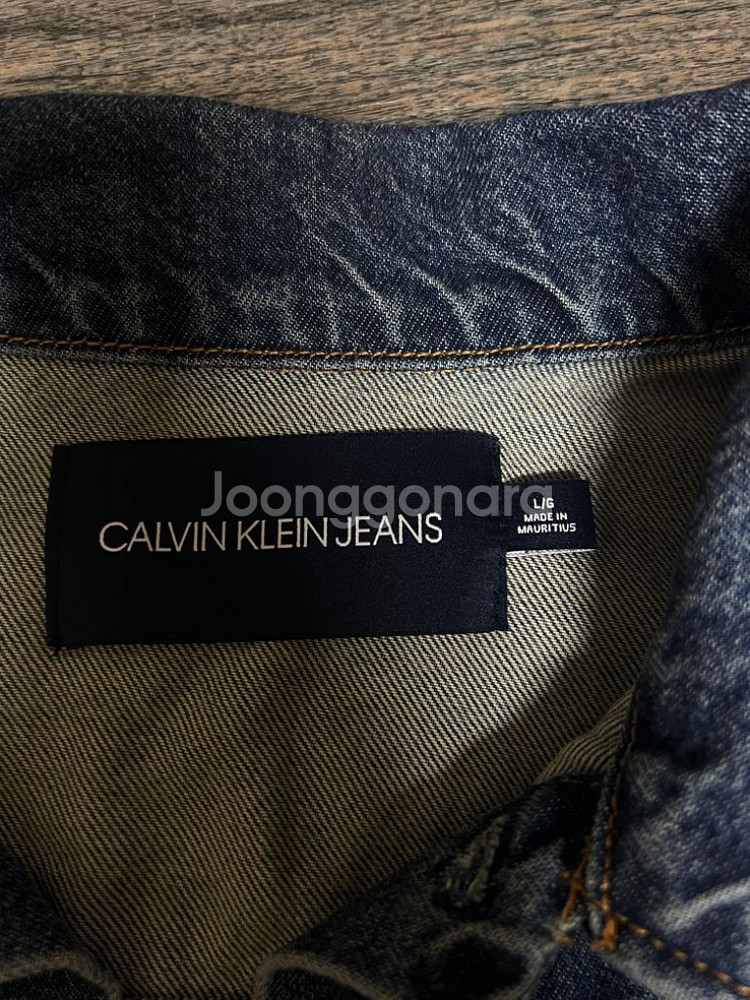 Joonggonara
CALVIN KLEIN JEANS
L/G
MADE IN
MAURITIUS